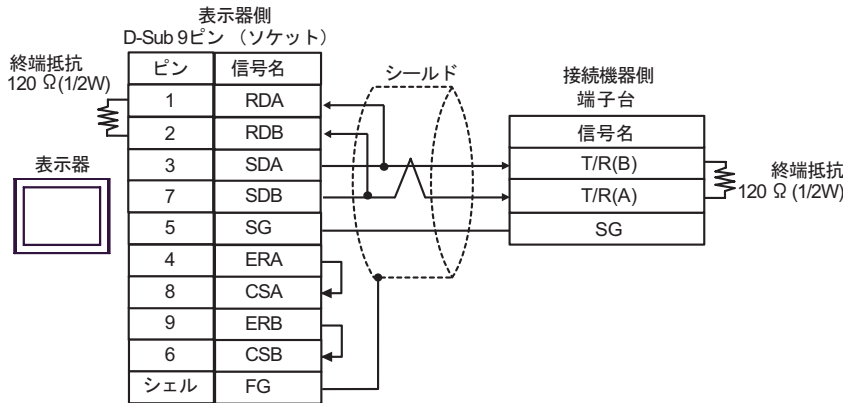 表示器側
D-Sub 9ピン （ソケット）
終端抵抗
120 Ω(1/2W)
ピン 信号名
1 RDA
2 RDB
3 SDA
7 SDB
5 SG
4 ERA
8 CSA
9 ERB
6 CSB
シェル FG
表示器
シールド
接続機器側
端子台
信号名
T/R(B)
T/R(A)
SG
終端抵抗
120 Ω (1/2W)